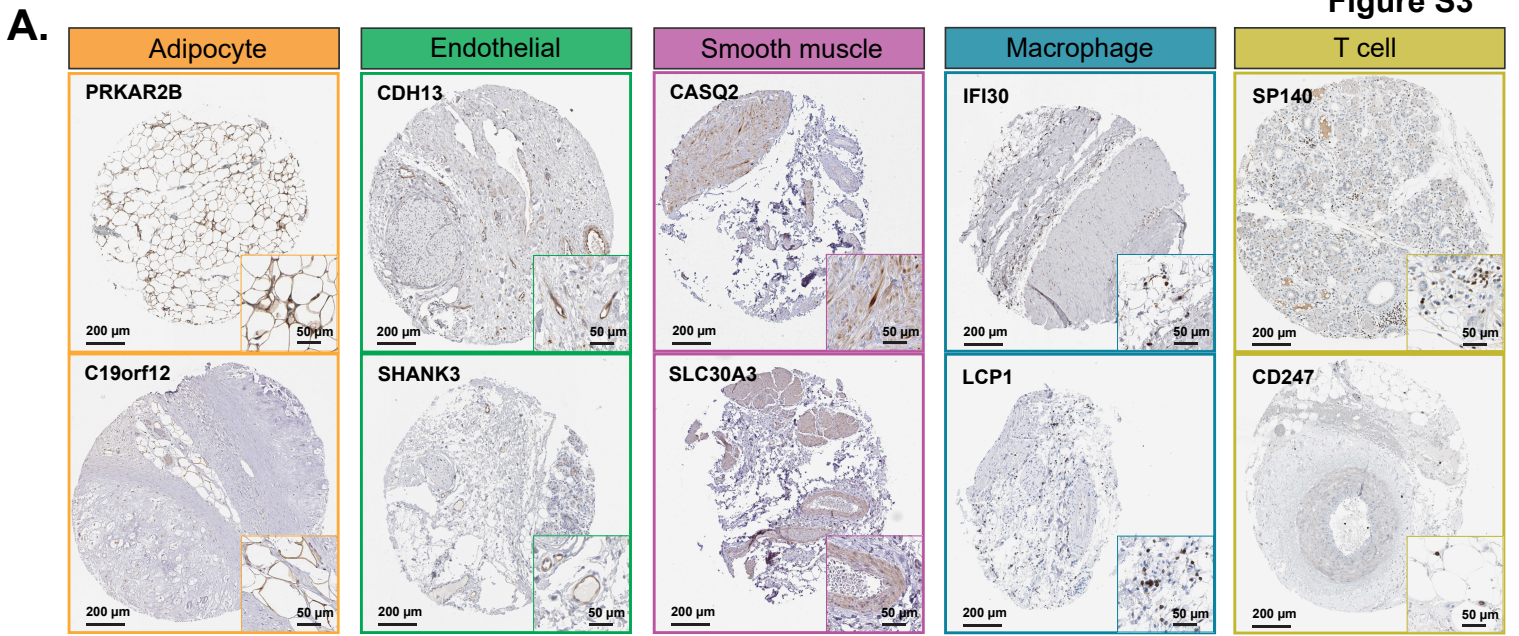 Figure S3
A.
Adipocyte
Endothelial
Smooth muscle
Macrophage
T cell
PRKAR2B
CDH13
CASQ2
IFI30
SP140
200 µm
50 µm
200 µm
50 µm
200 µm
50 µm
200 µm
50 µm
200 µm
50 µm
C19orf12
SHANK3
SLC30A3
LCP1
CD247
200 µm
50 µm
200 µm
50 µm
200 µm
50 µm
200 µm
50 µm
200 µm
50 µm